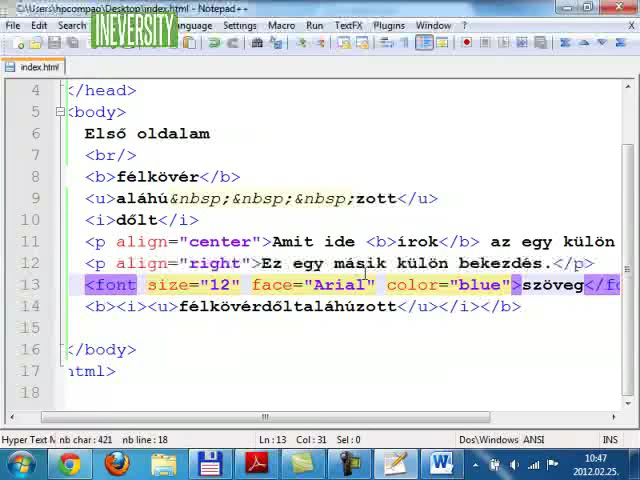 C:\Users\hpcompaq\Desktop\index.html - Notepad++
INEVERSITY
File Edit Search Language Settings Macro Run TextFX Plugins Window ?
index.html
4 </head>
5 <body>
6 Első oldalam
7 <br/>
8 <b>félkövér</b>
9 <u>aláhú&nbsp;&nbsp;&nbsp;zott</u>
10 <i>dőlt</i>
11 <p align="center">Amit ide <b>írok</b> az egy külön
12 <p align="right">Ez egy másik külön bekezdés.</p>
13 <font size="12" face="Arial" color="blue">szöveg</fo
14 <b><i><u>félkövérdőltaláhúzott</u></i></b>
15
16 </body>
17 html>
18
Hyper Text M nb char : 421 nb line : 18 Ln : 13 Col : 31 Sel : 0 Dos\Windows ANSI INS
10:47
2012.02.25.